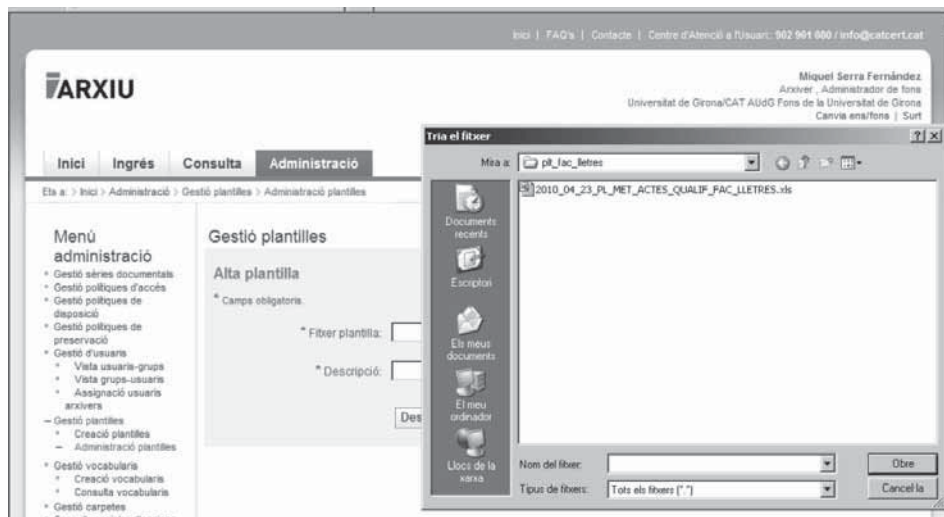 Inici | FAQ's | Contacte | Centre d'Atenció a l'Usuari: 902 901 080 / info@catcert.cat
iARXIU
Miquel Serra Fernández
Arxiver , Administrador de fons
Universitat de Girona/CAT AUdG Fons de la Universitat de Girona
Canvia ens/fons | Surt
Inici Ingrés Consulta Administració
Ets a: > Inici > Administració > Gestió plantilles > Administració plantilles
Menú
administració
Gestió sèries documentals
Gestió polítiques d'accés
Gestió polítiques de
disposició
Gestió polítiques de
preservació
Gestió d'usuaris
Vista usuaris-grups
Vista grups-usuaris
Assignació usuaris
arxivers
Gestió plantilles
Creació plantilles
Administració plantilles
Gestió vocabularis
Creació vocabularis
Consulta vocabularis
Gestió carpetes
Gestió plantilles
Alta plantilla
* Camps obligatoris.
* Fitxer plantilla:
* Descripció:
Des
Tria el fitxer
Mira a: plt_fac_lletres
2010_04_23_PL_MET_ACTES_QUALIF_FAC_LLETRES.xls
Documents
recents
Escriptori
Els meus
documents
El meu
ordinador
Llocs de la
xarxa
Nom del fitxer:
Obre
Tipus de fitxers: Tots els fitxers (*.*)
Cancel·la